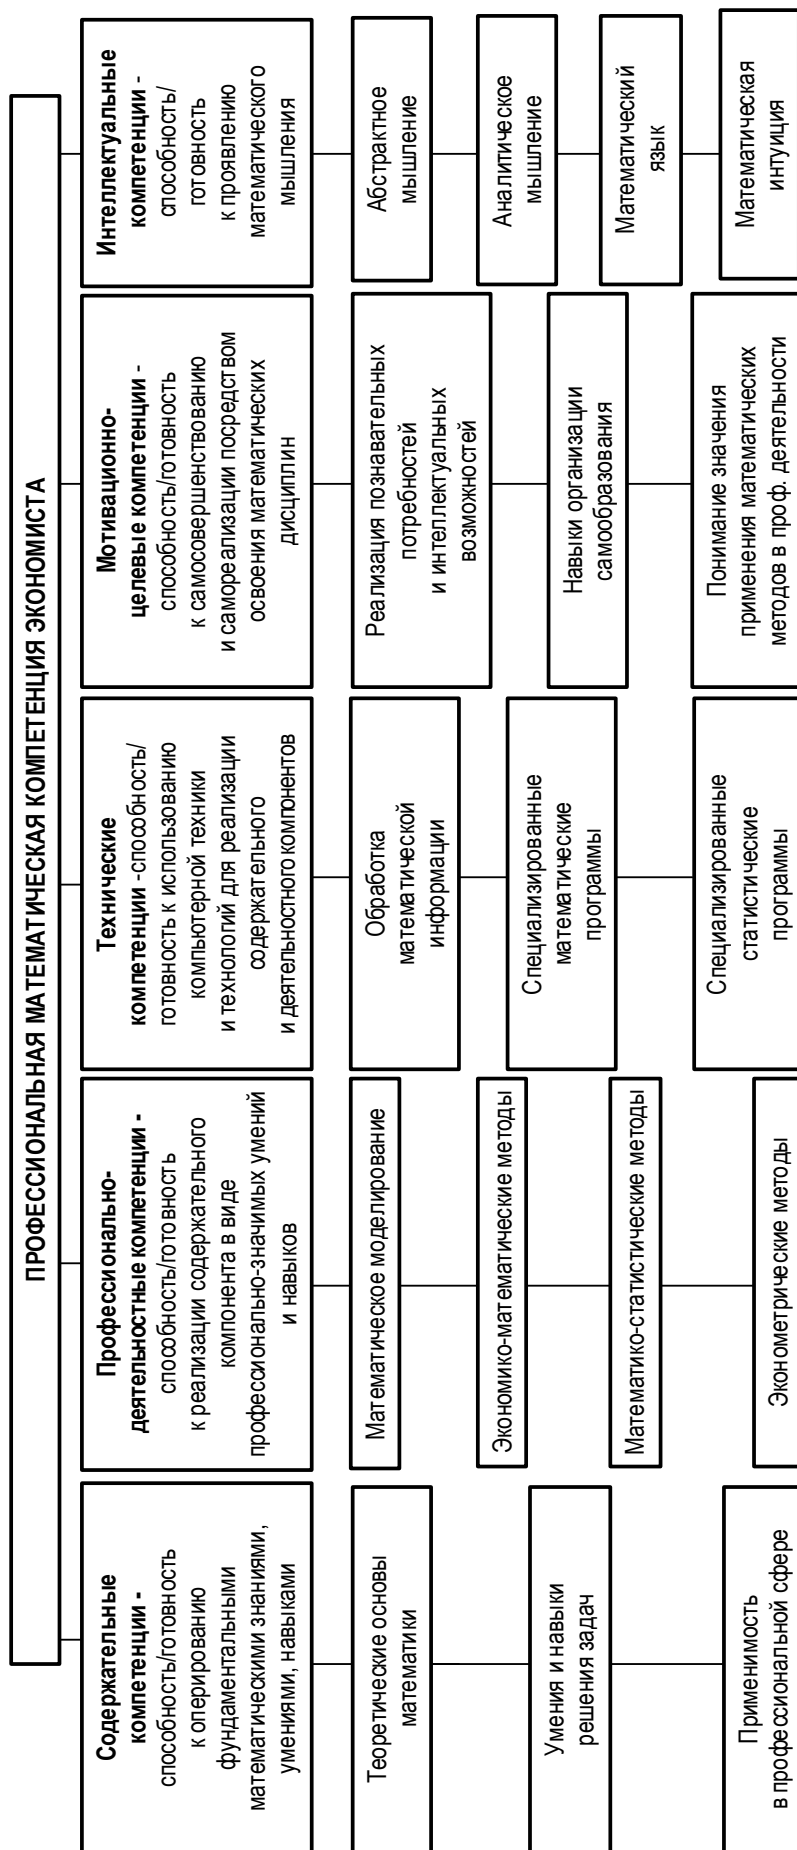 ПРОФЕССИОНАЛЬНАЯ МАТЕМАТИЧЕСКАЯ КОМПЕТЕНЦИЯ ЭКОНОМИСТА
Содержательные
компетенции -
способность/готовность
к оперированию
фундаментальными
математическими знаниями,
умениями, навыками
Теоретические основы
математики
Умения и навыки
решения задач
Применимость
в профессиональной сфере
Профессионально-
деятельностные компетенции -
способность/готовность
к реализации содержательного
компонента в виде
профессионально-значимых умений
и навыков
Математическое моделирование
Экономико-математические методы
Математико-статистические методы
Эконометрические методы
Технические
компетенции -способность/
готовность к использованию
компьютерной техники
и технологий для реализации
содержательного
и деятельностного компонентов
Обработка
математической
информации
Специализированные
математические
программы
Специализированные
статистические
программы
Мотивационно-
целевые компетенции -
способность/готовность
к самосовершенствованию
и самореализации посредством
освоения математических
дисциплин
Реализация познавательных
потребностей
и интеллектуальных
возможностей
Навыки организации
самообразования
Понимание значения
применения математических
методов в проф. деятельности
Интеллектуальные
компетенции -
способность/
готовность
к проявлению
математического
мышления
Абстрактное
мышление
Аналитическое
мышление
Математический
язык
Математическая
интуиция